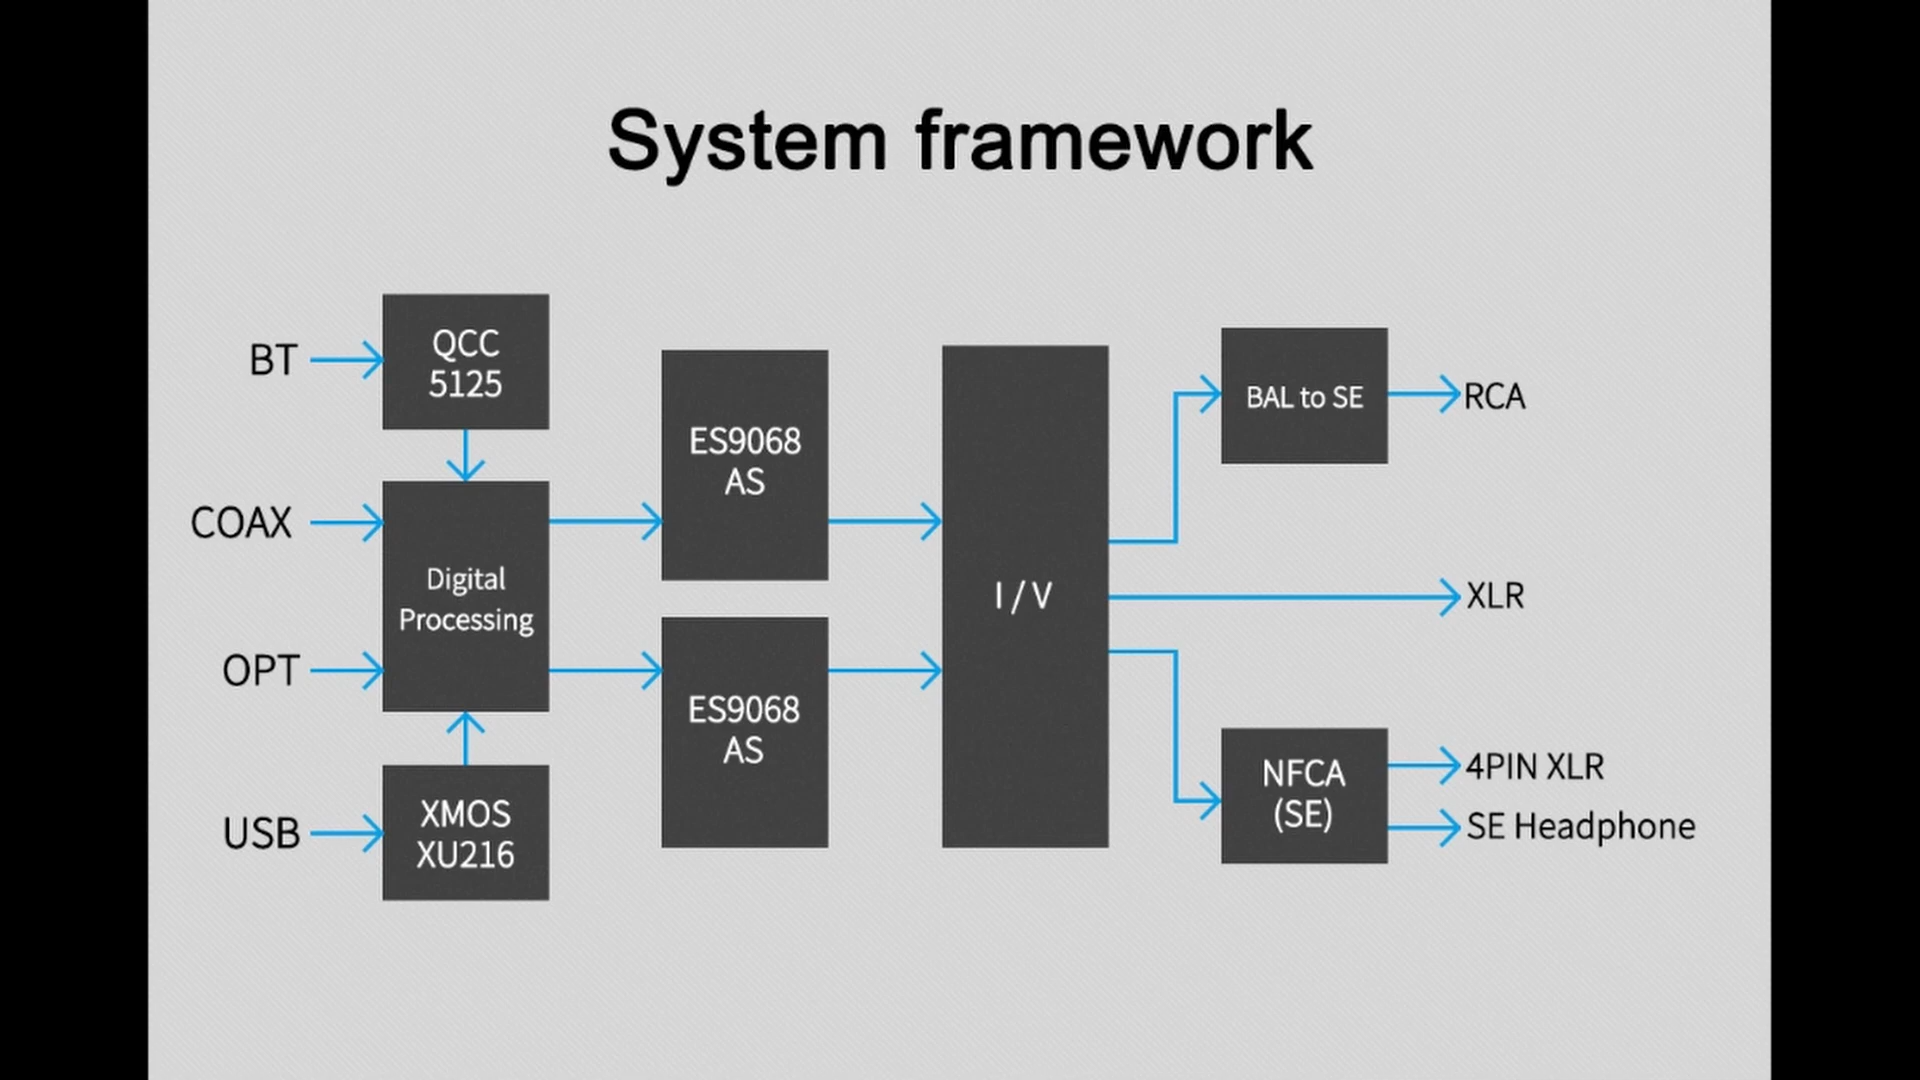 System framework
BT
QCC
5125
COAX
Digital
Processing
OPT
USB
XMOS
XU216
ES9068
AS
ES9068
AS
I / V
BAL to SE
RCA
XLR
NFCA
(SE)
4PIN XLR
SE Headphone